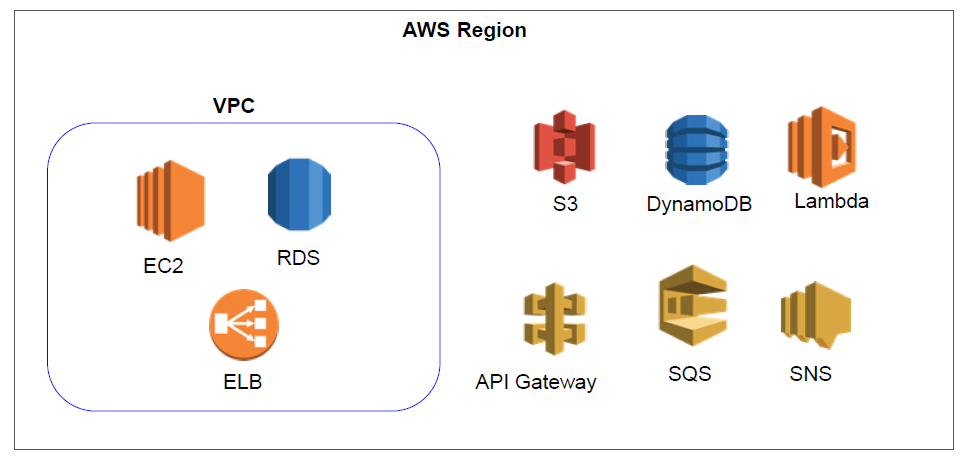 AWS Region
VPC
EC2
RDS
ELB
S3
DynamoDB
Lambda
API Gateway
SQS
SNS